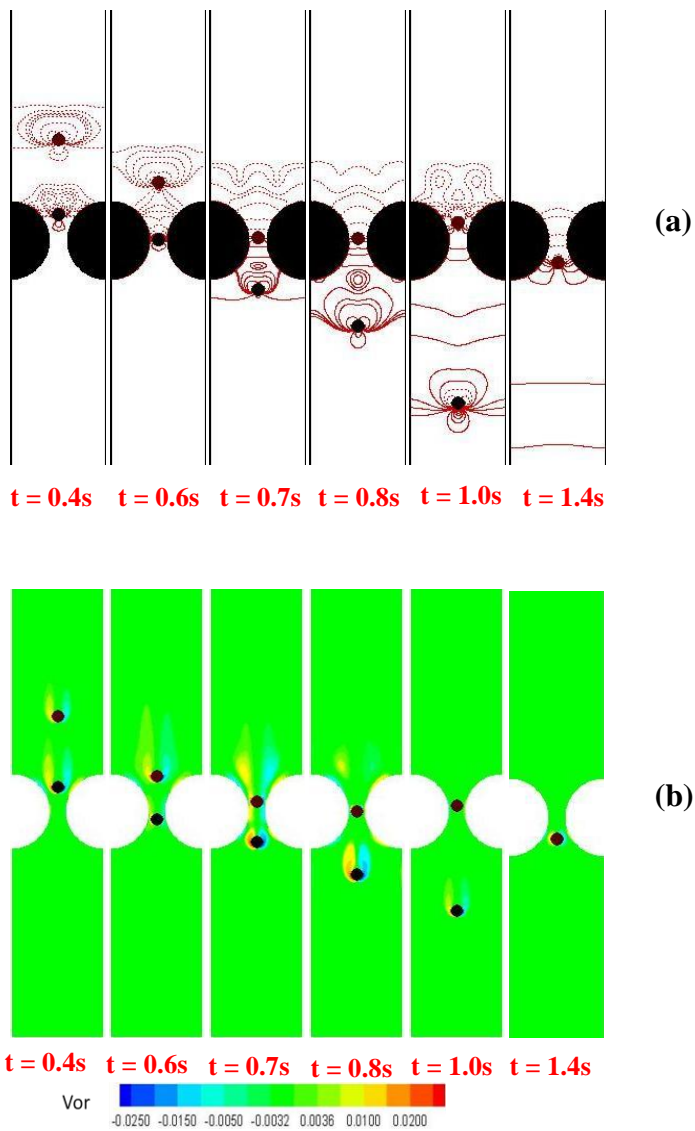 (a)
t = 0.4s t = 0.6s t = 0.7s t = 0.8s t = 1.0s t = 1.4s
(b)
t = 0.4s t = 0.6s t = 0.7s t = 0.8s t = 1.0s t = 1.4s
Vor
-0.0250 -0.0150 -0.0050 -0.0032 0.0036 0.0100 0.0200